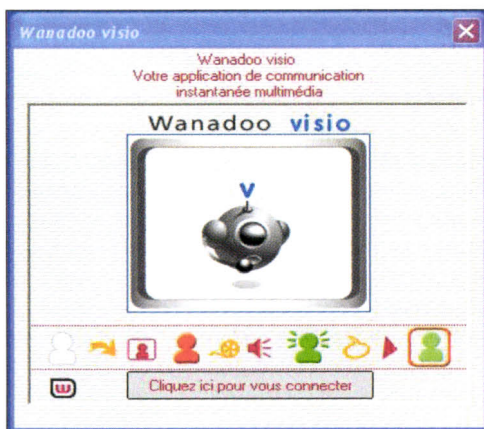 Wanadoo visio
Wanadoo visio
Votre application de communication
instantanée multimédia
Wanadoo visio
v
w
Cliquez ici pour vous connecter